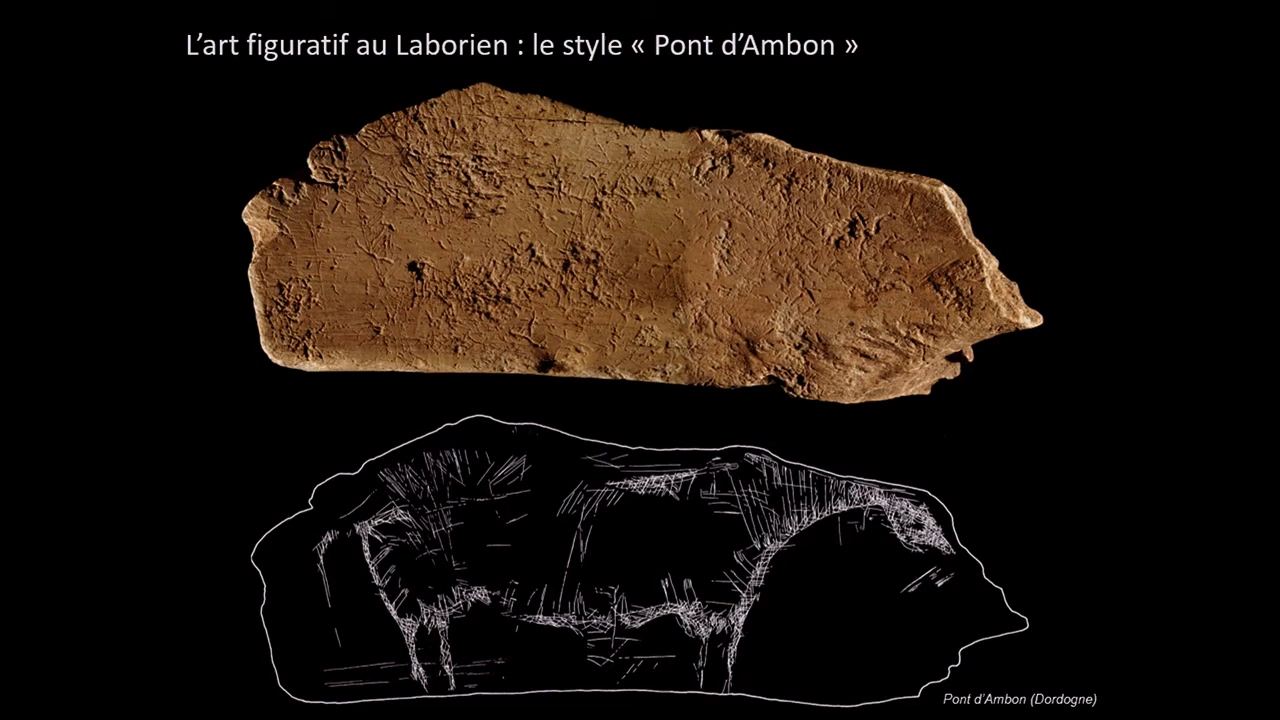 L’art figuratif au Laborien : le style « Pont d’Ambon »
Pont d’Ambon (Dordogne)